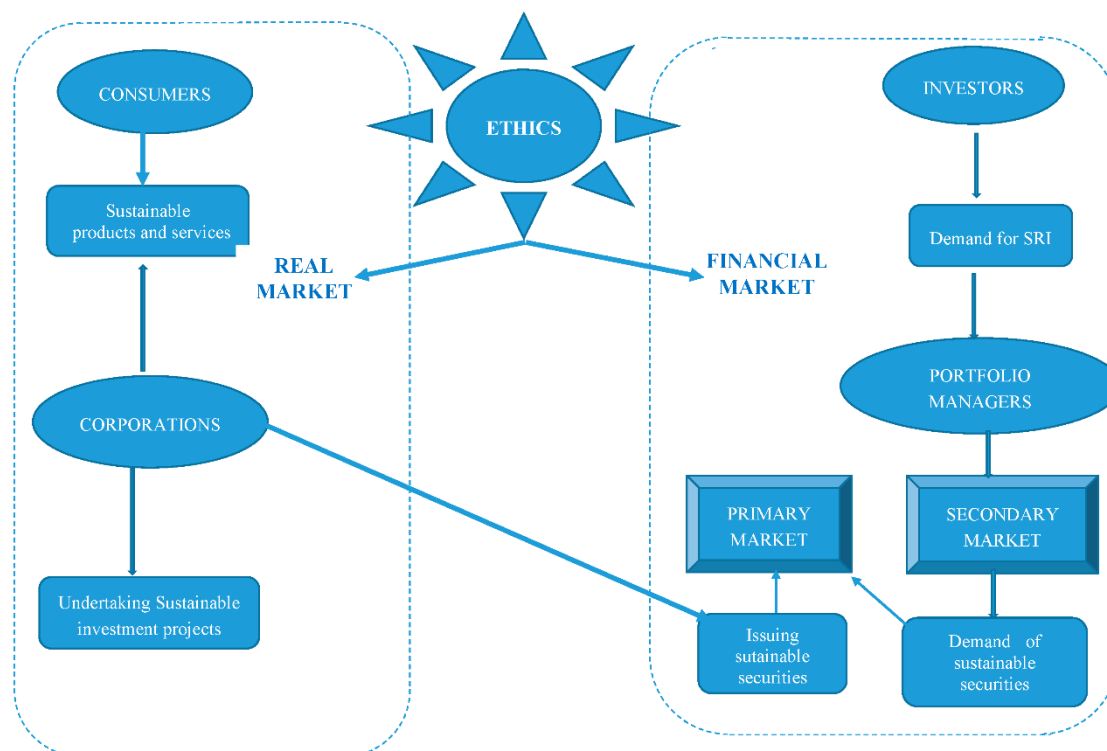 CONSUMERS
Sustainable
products and services
CORPORATIONS
Undertaking Sustainable
investment projects
ETHICS
REAL
MARKET
FINANCIAL
MARKET
INVESTORS
Demand for SRI
PORTFOLIO
MANAGERS
PRIMARY
MARKET
SECONDARY
MARKET
Issuing
sutainable
securities
Demand of
sustainable
securities